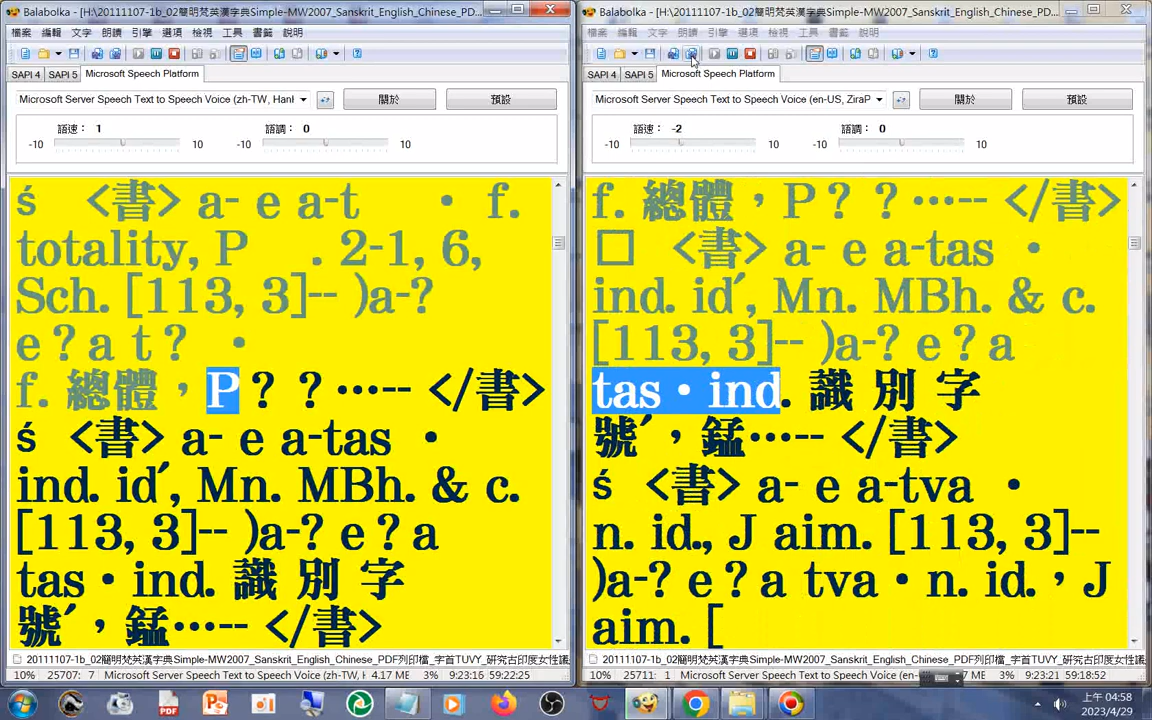 Balabolka - [H:\20111107-1b_02簡明梵英漢字典Simple-MW2007_Sanskrit_English_Chinese_PD...
檔案 編輯 文字 朗讀 引擎 選項 檢視 工具 書籤 說明
SAPI 4 SAPI 5 Microsoft Speech Platform
Microsoft Server Speech Text to Speech Voice (zh-TW, Hanl
關於 預設
語速： 1 語調： 0
-10 10 -10 10
ś <書> a- e a-t • f.
totality, P . 2-1, 6,
Sch. [113, 3]-- )a-?
e？a t？ •
f. 總體，P？？…-- </書>
ś <書> a- e a-tas •
ind. id′, Mn. MBh. & c.
[113, 3]-- )a-? e？a
tas•ind. 識別字
號′，錳…-- </書>
20111107-1b_02簡明梵英漢字典Simple-MW2007_Sanskrit_English_Chinese_PDF列印檔_字首TUVY_研究古印度女性議
10% 25707: 7 Microsoft Server Speech Text to Speech Voice (zh-TW, H 4.17 ME 3% 9:23:16 59:22:25
Balabolka - [H:\20111107-1b_02簡明梵英漢字典Simple-MW2007_Sanskrit_English_Chinese_PDF...
檔案 編輯 文字 朗讀 引擎 選項 檢視 工具 書籤 說明
SAPI 4 SAPI 5 Microsoft Speech Platform
Microsoft Server Speech Text to Speech Voice (en-US, ZiraP
關於 預設
語速： -2 語調： 0
-10 10 -10 10
f. 總體，P？？…-- </書>
□ <書> a- e a-tas •
ind. id′, Mn. MBh. & c.
[113, 3]-- )a-? e？a
tas•ind. 識別字
號′，錳…-- </書>
ś <書> a- e a-tva •
n. id., J aim. [113, 3]--
)a-? e？a tva•n. id.，J
aim. [
20111107-1b_02簡明梵英漢字典Simple-MW2007_Sanskrit_English_Chinese_PDF列印檔_字首TUVY_研究古印度女性議
10% 25711: 1 Microsoft Server Speech Text to Speech Voice (en-U 3% 9:23:21 59:18:52
上午 04:58
2023/4/29